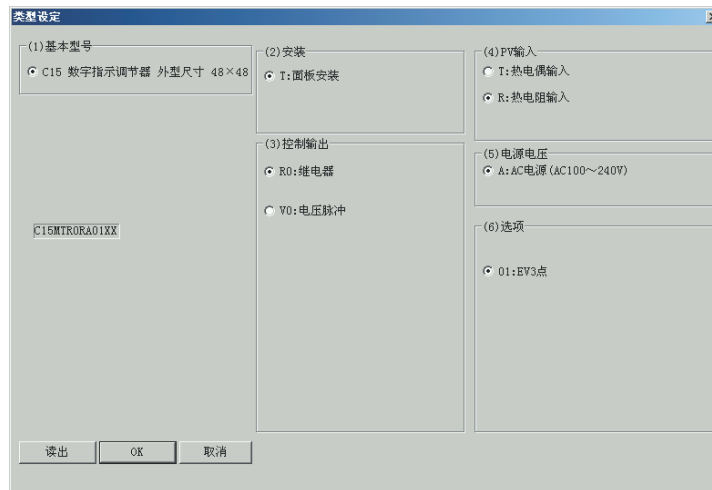 类型设定
(1)基本型号
C15 数字指示调节器 外型尺寸 48×48
(2)安装
T:面板安装
(3)控制输出
R0:继电器
V0:电压脉冲
(4)PV输入
T:热电偶输入
R:热电阻输入
(5)电源电压
A:AC电源(AC100～240V)
(6)选项
01:EV3点
C15MTR0RA01XX
读出
OK
取消